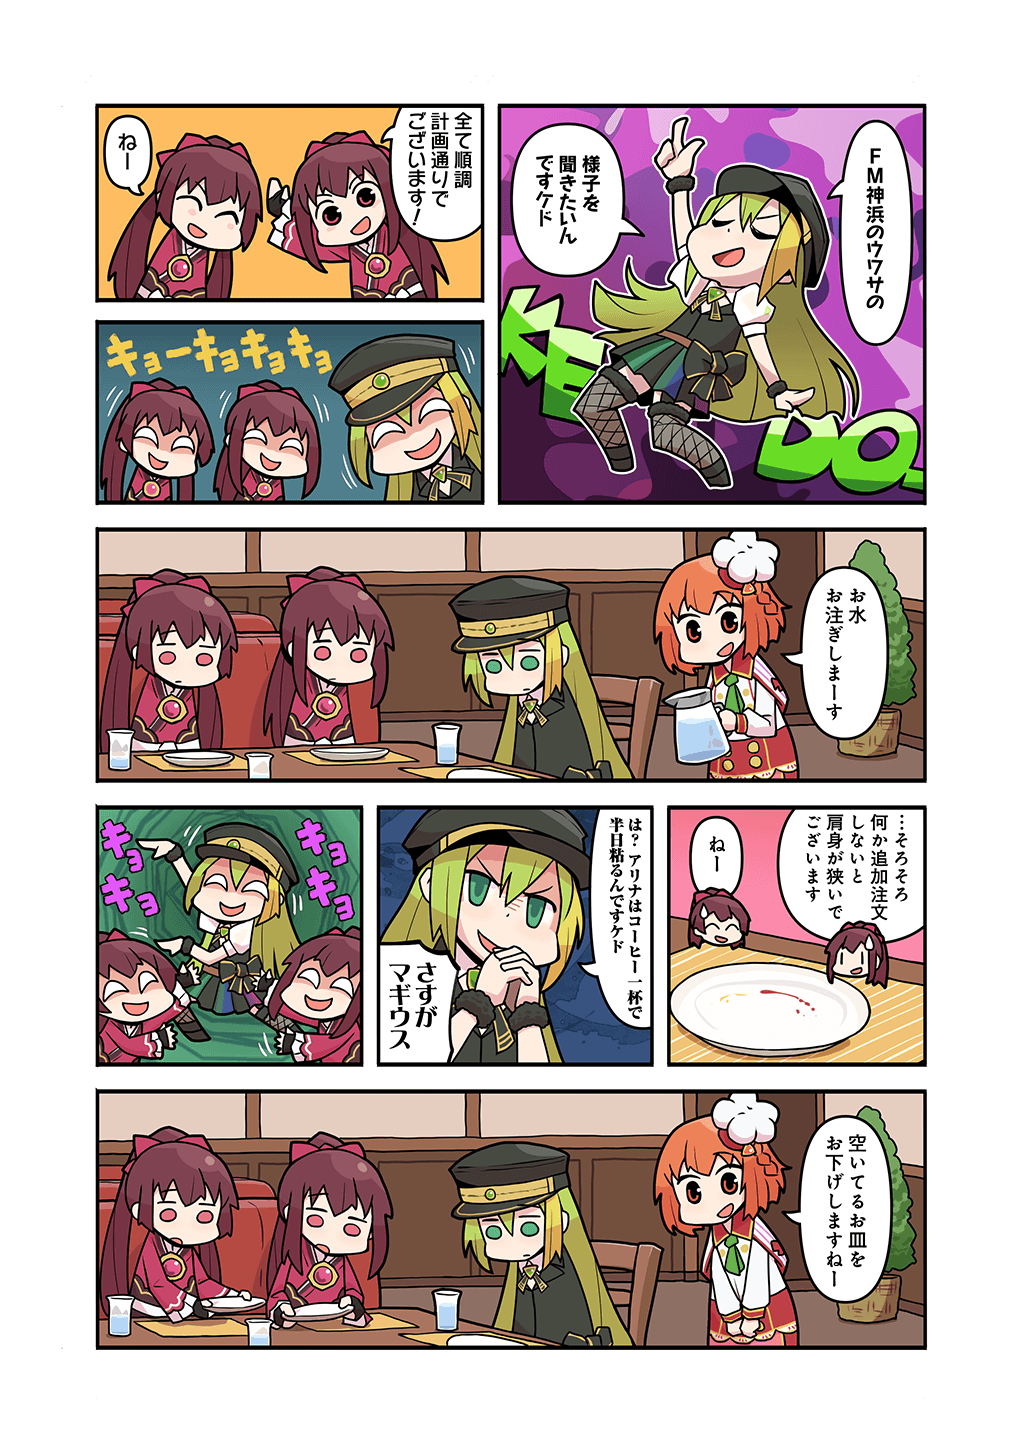 FM神浜のウワサの
様子を
聞きたいん
ですケド
KE
DO
全て順調
計画通りで
ございます!
ねー
キョーキョキョキョ
お水
お注ぎしまーす
…そろそろ
何か追加注文
しないと
肩身が狭いで
ございます
ねー
は?アリナはコーヒー一杯で
半日粘るんですケド
さすが
マギウス
キョ
キョ
キョ
キョ
空いてるお皿を
お下げしますねー